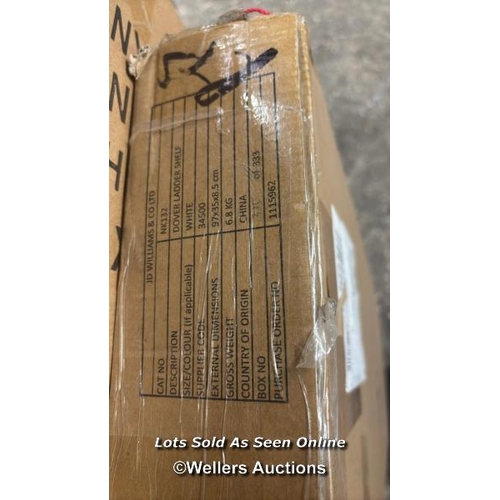 JD WILLIAMS & CO LTD
CAT NO NK132
DESCRIPTION DOVER LADDER SHELF
SIZE/COLOUR (if applicable) WHITE
SUPPLIER CODE 34500
EXTERNAL DIMENSIONS 97x35x8.5 cm
GROSS WEIGHT 6.8 KG
COUNTRY OF ORIGIN CHINA
BOX NO of 333
PURCHASE ORDER NO 1115962
Lots Sold As Seen Online
©Wellers Auctions